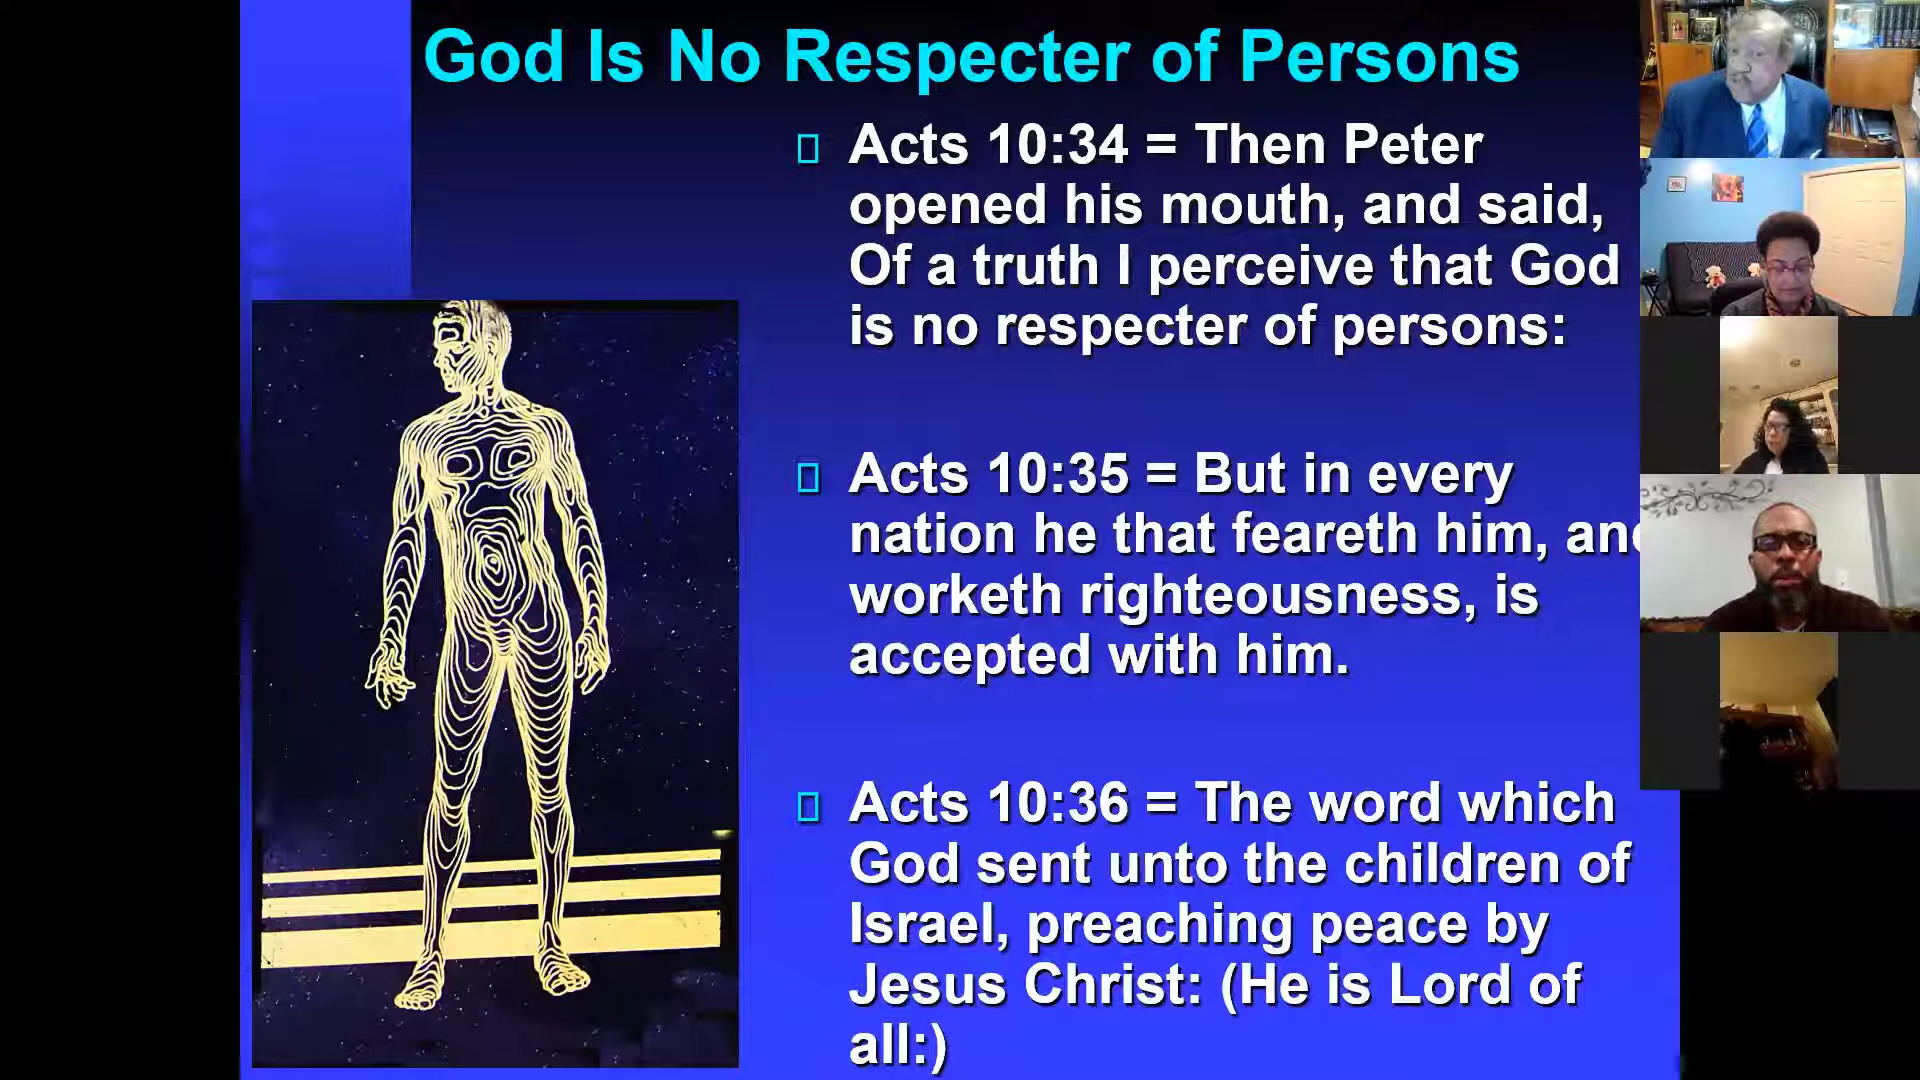 God Is No Respecter of Persons
Acts 10:34 = Then Peter
opened his mouth, and said,
Of a truth I perceive that God
is no respecter of persons:
Acts 10:35 = But in every
nation he that feareth him, and
worketh righteousness, is
accepted with him.
Acts 10:36 = The word which
God sent unto the children of
Israel, preaching peace by
Jesus Christ: (He is Lord of
all:)